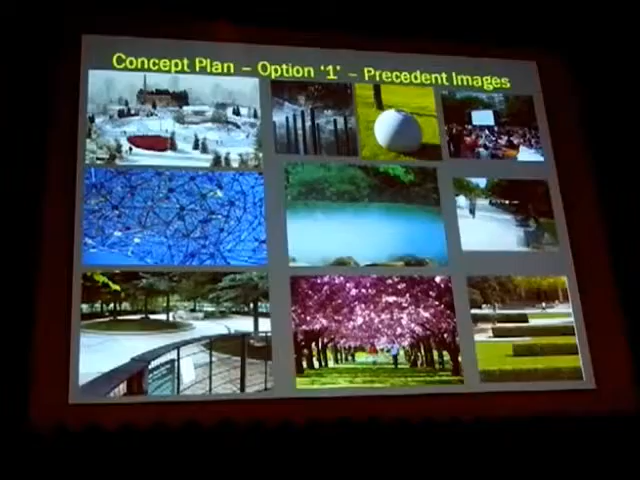 Concept Plan – Option ‘1’ – Precedent Images